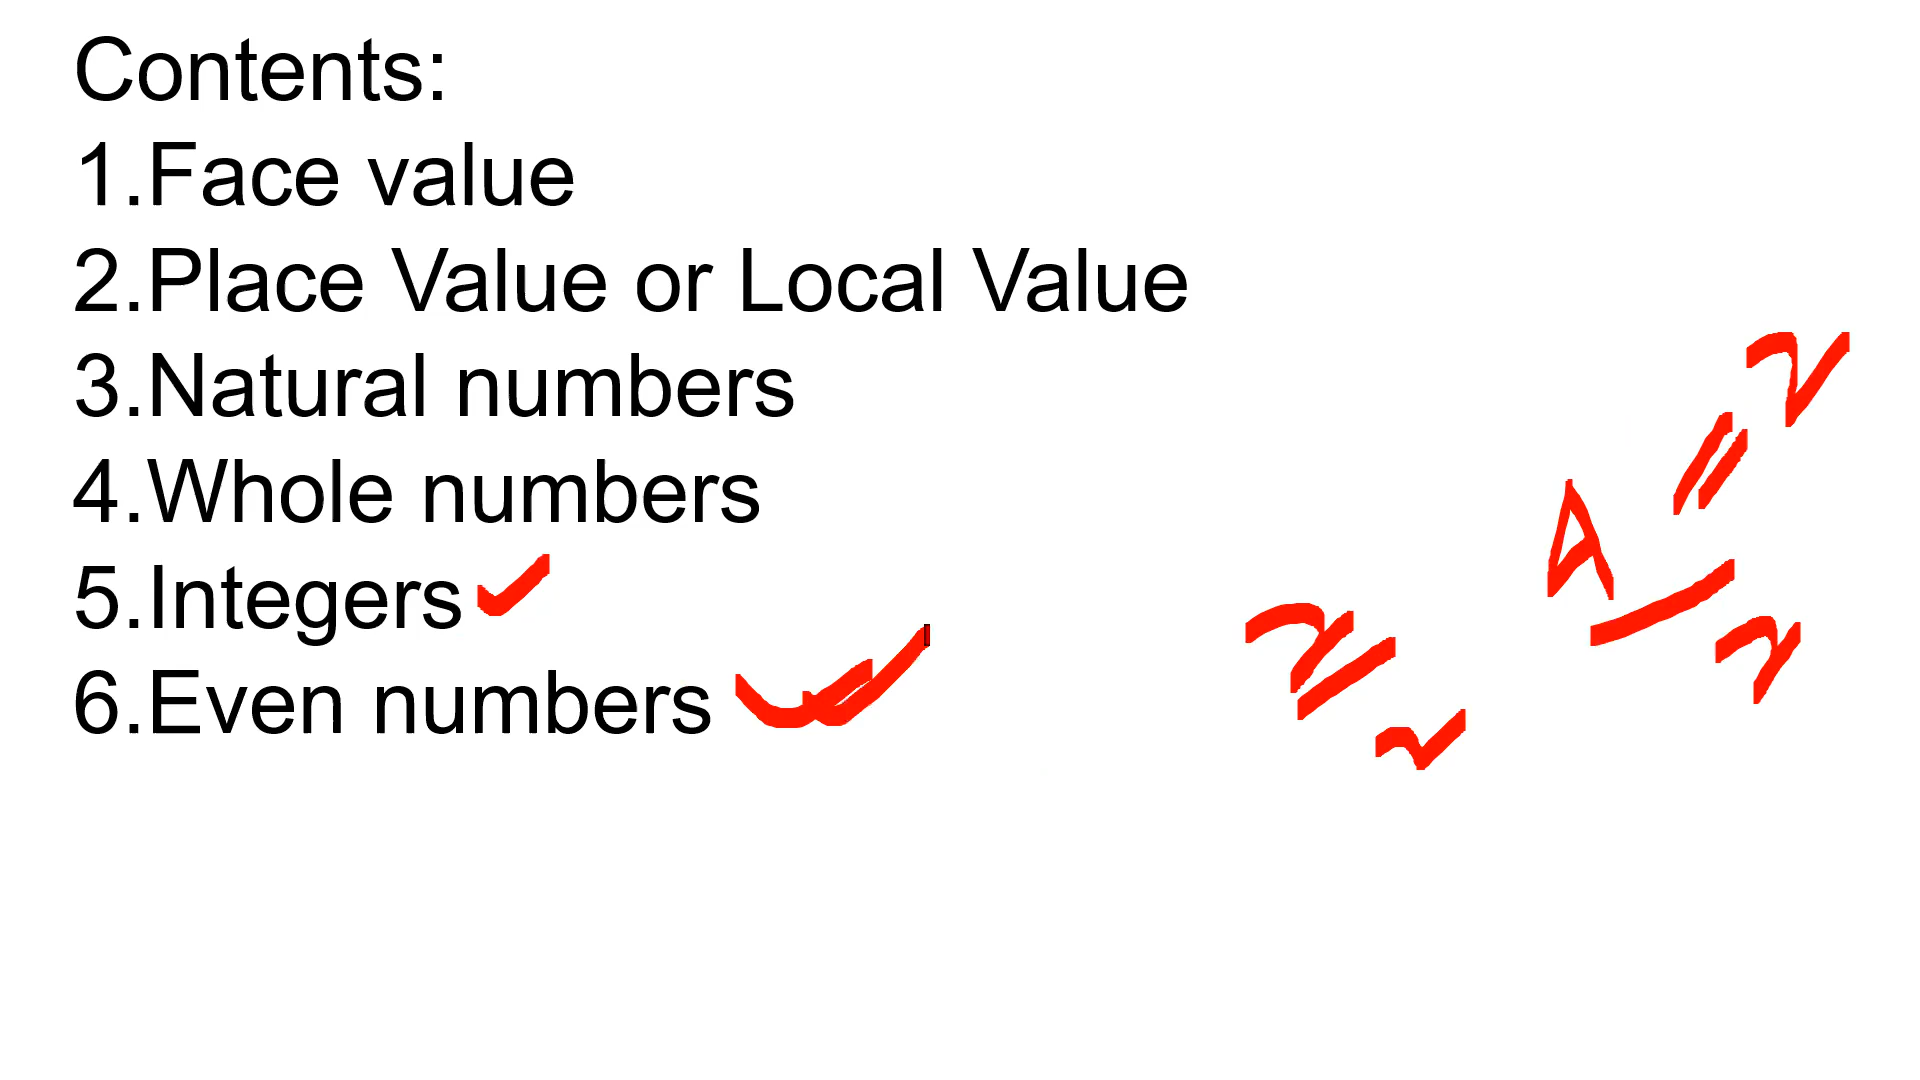 Contents:
1.Face value
2.Place Value or Local Value
3.Natural numbers
4.Whole numbers
5.Integers
6.Even numbers